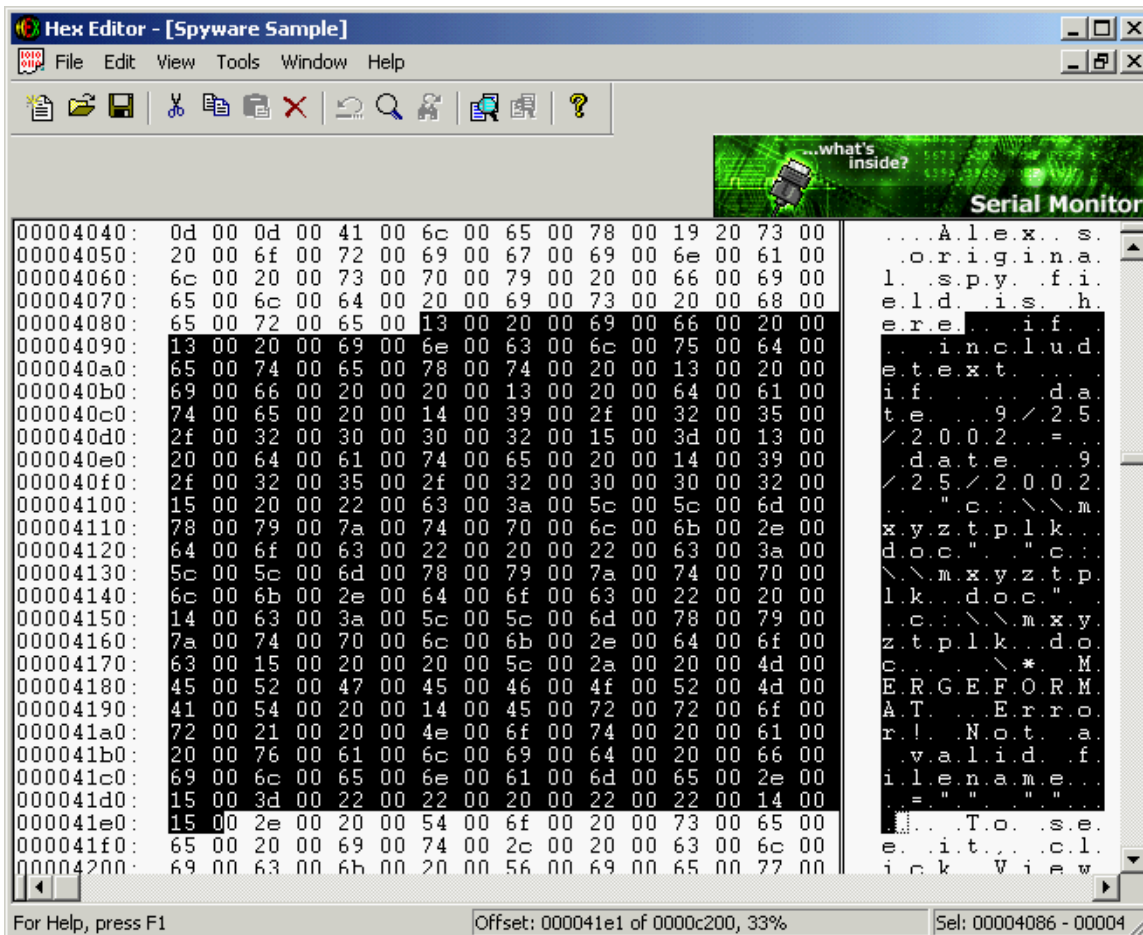 Hex Editor - [Spyware Sample]
File Edit View Tools Window Help
...what's
inside?
Serial Monitor
00004040: 0d 00 0d 00 41 00 6c 00 65 00 78 00 19 20 73 00 ....A.l.e.x.. s.
00004050: 20 00 6f 00 72 00 69 00 67 00 69 00 6e 00 61 00 .o.r.i.g.i.n.a.
00004060: 6c 00 20 00 73 00 70 00 79 00 20 00 66 00 69 00 l. .s.p.y. .f.i.
00004070: 65 00 6c 00 64 00 20 00 69 00 73 00 20 00 68 00 e.l.d. .i.s. .h.
00004080: 65 00 72 00 65 00 13 00 20 00 69 00 66 00 20 00 e.r.e... .i.f. .
00004090: 13 00 20 00 69 00 6e 00 63 00 6c 00 75 00 64 00 .. .i.n.c.l.u.d.
000040a0: 65 00 74 00 65 00 78 00 74 00 20 00 13 00 20 00 e.t.e.x.t. ... .
000040b0: 69 00 66 00 20 00 20 00 13 00 20 00 64 00 61 00 i.f. . ... .d.a.
000040c0: 74 00 65 00 20 00 14 00 39 00 2f 00 32 00 35 00 t.e. ...9./.2.5.
000040d0: 2f 00 32 00 30 00 30 00 32 00 15 00 3d 00 13 00 /.2.0.0.2...=...
000040e0: 20 00 64 00 61 00 74 00 65 00 20 00 14 00 39 00 .d.a.t.e. ...9.
000040f0: 2f 00 32 00 35 00 2f 00 32 00 30 00 30 00 32 00 /.2.5./.2.0.0.2.
00004100: 15 00 20 00 22 00 63 00 3a 00 5c 00 5c 00 6d 00 .. .".c.:.\.\.m.
00004110: 78 00 79 00 7a 00 74 00 70 00 6c 00 6b 00 2e 00 x.y.z.t.p.l.k...
00004120: 64 00 6f 00 63 00 22 00 20 00 22 00 63 00 3a 00 d.o.c.". .".c.:.
00004130: 5c 00 5c 00 6d 00 78 00 79 00 7a 00 74 00 70 00 \.\.m.x.y.z.t.p.
00004140: 6c 00 6b 00 2e 00 64 00 6f 00 63 00 22 00 20 00 l.k...d.o.c.". .
00004150: 14 00 63 00 3a 00 5c 00 5c 00 6d 00 78 00 79 00 ..c.:.\.\.m.x.y.
00004160: 7a 00 74 00 70 00 6c 00 6b 00 2e 00 64 00 6f 00 z.t.p.l.k...d.o.
00004170: 63 00 15 00 20 00 20 00 5c 00 2a 00 20 00 4d 00 c... . .\.*. .M.
00004180: 45 00 52 00 47 00 45 00 46 00 4f 00 52 00 4d 00 E.R.G.E.F.O.R.M.
00004190: 41 00 54 00 20 00 14 00 45 00 72 00 72 00 6f 00 A.T. ...E.r.r.o.
000041a0: 72 00 21 00 20 00 4e 00 6f 00 74 00 20 00 61 00 r.!. .N.o.t. .a.
000041b0: 20 00 76 00 61 00 6c 00 69 00 64 00 20 00 66 00 .v.a.l.i.d. .f.
000041c0: 69 00 6c 00 65 00 6e 00 61 00 6d 00 65 00 2e 00 i.l.e.n.a.m.e...
000041d0: 15 00 3d 00 22 00 22 00 20 00 22 00 22 00 14 00 ..=.".". ."."...
000041e0: 15 00 2e 00 20 00 54 00 6f 00 20 00 73 00 65 00 .... .T.o. .s.e.
000041f0: 65 00 20 00 69 00 74 00 2c 00 20 00 63 00 6c 00 e. .i.t.,. .c.l.
00004200: 69 00 63 00 6b 00 20 00 56 00 69 00 65 00 77 00 i.c.k. .V.i.e.w.
For Help, press F1
Offset: 000041e1 of 0000c200, 33%
Sel: 00004086 - 00004